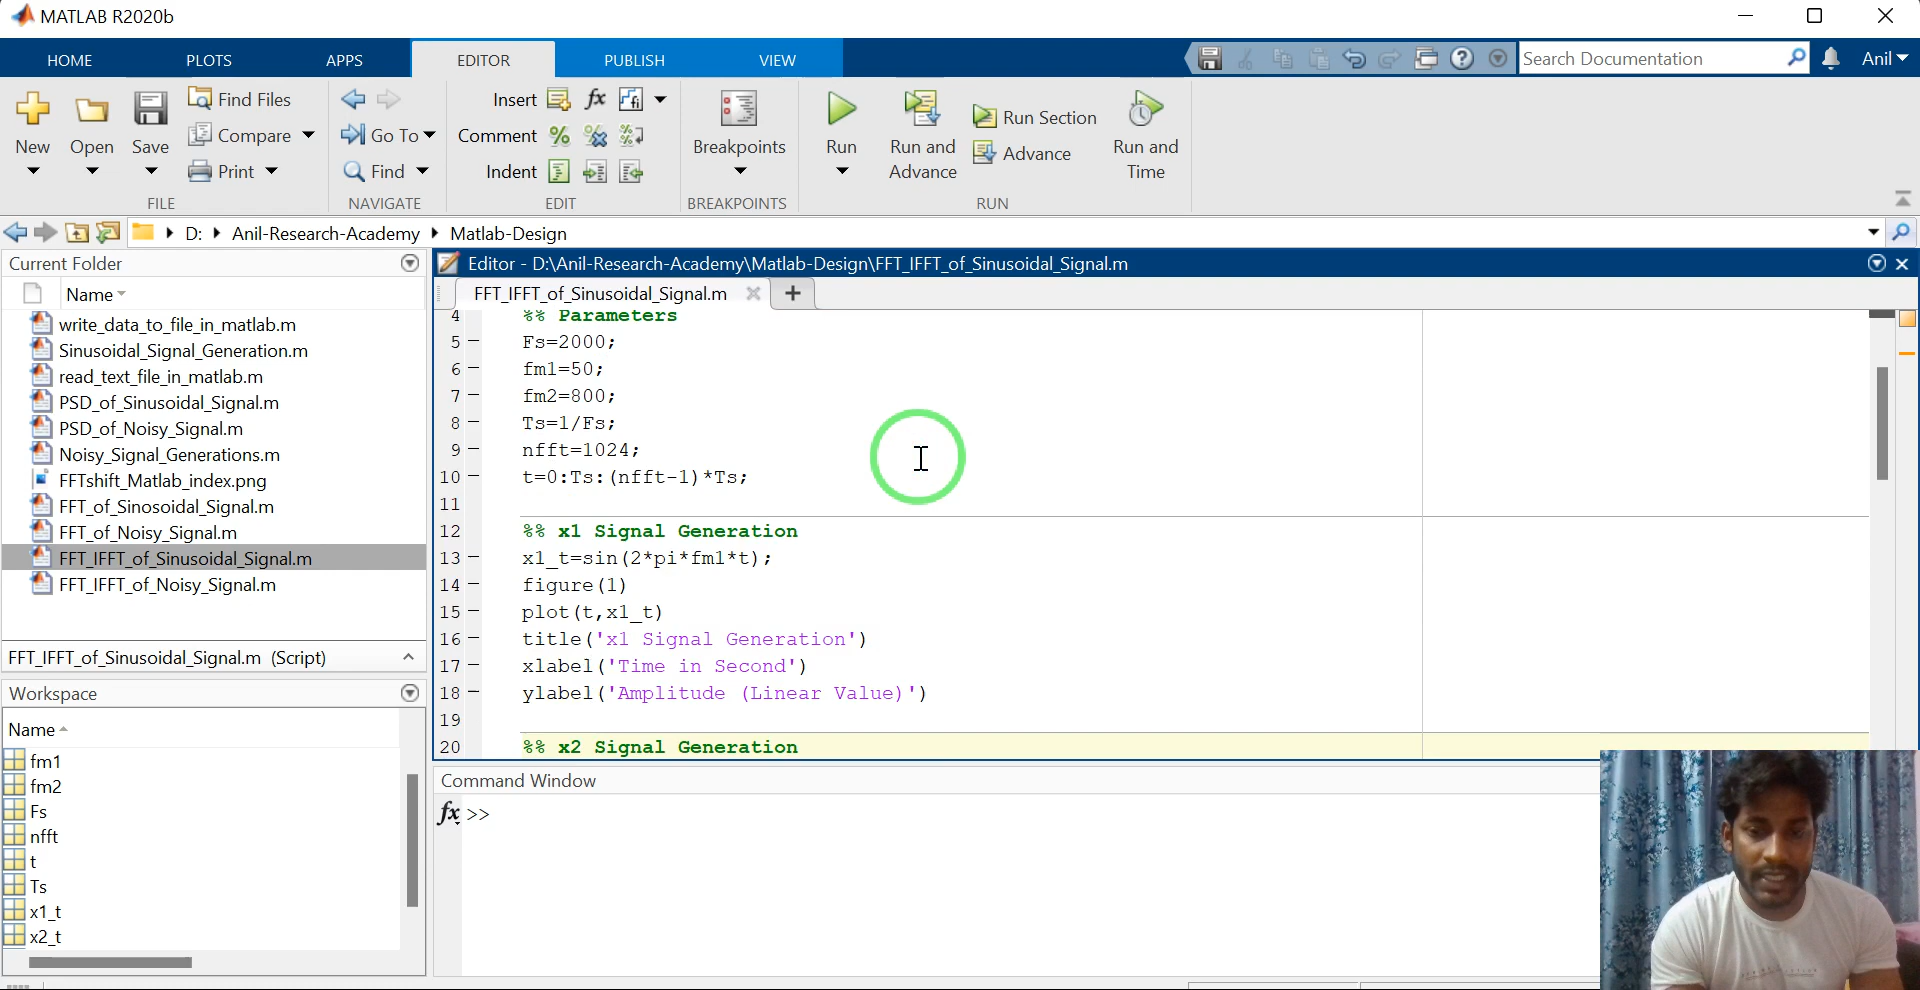 MATLAB R2020b
HOME PLOTS APPS EDITOR PUBLISH VIEW Search Documentation Anil
New Open Save Find Files Compare Print
FILE
Go To Find
NAVIGATE
Insert fx fi
Comment
Indent
EDIT
Breakpoints
BREAKPOINTS
Run Run and Advance Run Section Advance Run and Time
RUN
D: Anil-Research-Academy Matlab-Design
Current Folder
Name
write_data_to_file_in_matlab.m
Sinusoidal_Signal_Generation.m
read_text_file_in_matlab.m
PSD_of_Sinusoidal_Signal.m
PSD_of_Noisy_Signal.m
Noisy_Signal_Generations.m
FFTshift_Matlab_index.png
FFT_of_Sinosoidal_Signal.m
FFT_of_Noisy_Signal.m
FFT_IFFT_of_Sinusoidal_Signal.m
FFT_IFFT_of_Noisy_Signal.m
FFT_IFFT_of_Sinusoidal_Signal.m (Script)
Workspace
Name
fm1
fm2
Fs
nfft
t
Ts
x1_t
x2_t
Editor - D:\Anil-Research-Academy\Matlab-Design\FFT_IFFT_of_Sinusoidal_Signal.m
FFT_IFFT_of_Sinusoidal_Signal.m
4 %% Parameters
5 Fs=2000;
6 fm1=50;
7 fm2=800;
8 Ts=1/Fs;
9 nfft=1024;
10 t=0:Ts:(nfft-1)*Ts;
11
12 %% x1 Signal Generation
13 x1_t=sin(2*pi*fm1*t);
14 figure(1)
15 plot(t,x1_t)
16 title('x1 Signal Generation')
17 xlabel('Time in Second')
18 ylabel('Amplitude (Linear Value)')
19
20 %% x2 Signal Generation
Command Window
fx >>